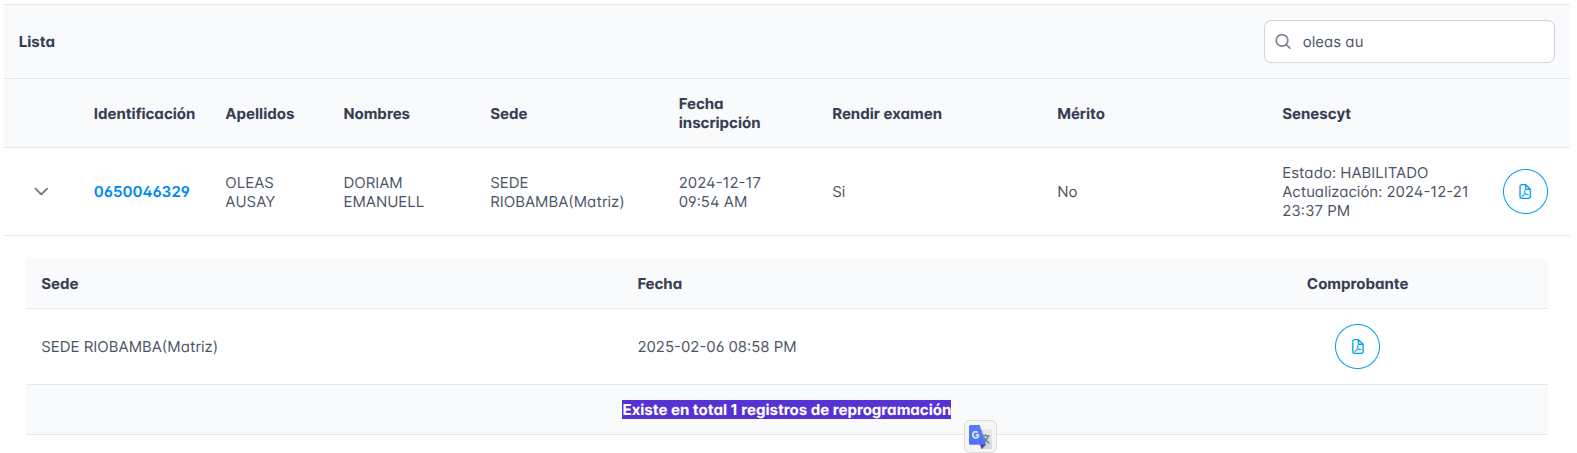 Lista
oleas au
Identificación Apellidos Nombres Sede Fecha inscripción Rendir examen Mérito Senescyt
0650046329 OLEAS AUSAY DORIAM EMANUELL SEDE RIOBAMBA(Matriz) 2024-12-17 09:54 AM Si No Estado: HABILITADO Actualización: 2024-12-21 23:37 PM
Sede Fecha Comprobante
SEDE RIOBAMBA(Matriz) 2025-02-06 08:58 PM
Existe en total 1 registros de reprogramación